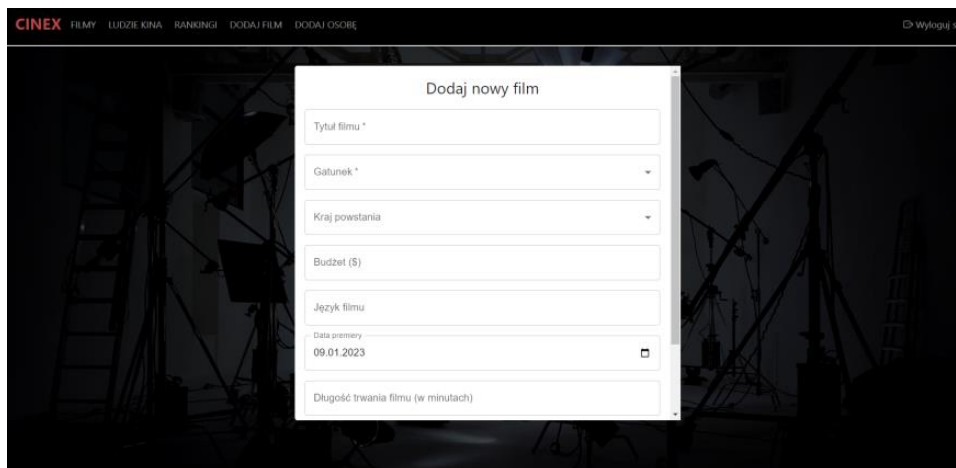 CINEX FILMY LUDZIE KINA RANKINGI DODAJ FILM DODAJ OSOBĘ Wyloguj s
Dodaj nowy film
Tytuł filmu *
Gatunek *
Kraj powstania
Budżet ($)
Język filmu
Data premiery
09.01.2023
Długość trwania filmu (w minutach)